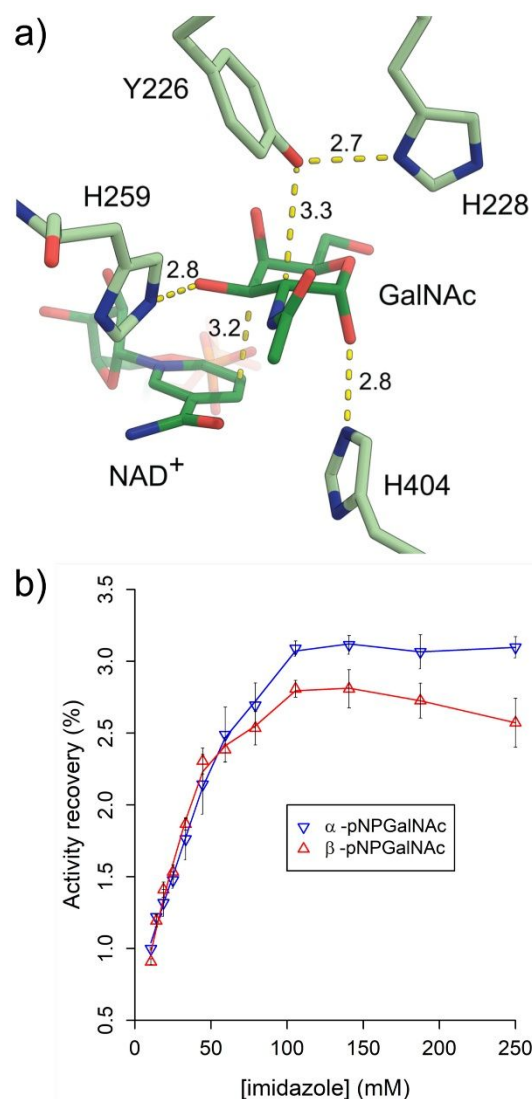 a)
Y226
2.7
H228
H259
3.3
2.8
GalNAc
3.2
2.8
NAD+
H404
b)
Activity recovery (%)
3.5
3.0
2.5
2.0
1.5
1.0
0.5
α -pNPGalNAc
β -pNPGalNAc
0 50 100 150 200 250
[imidazole] (mM)